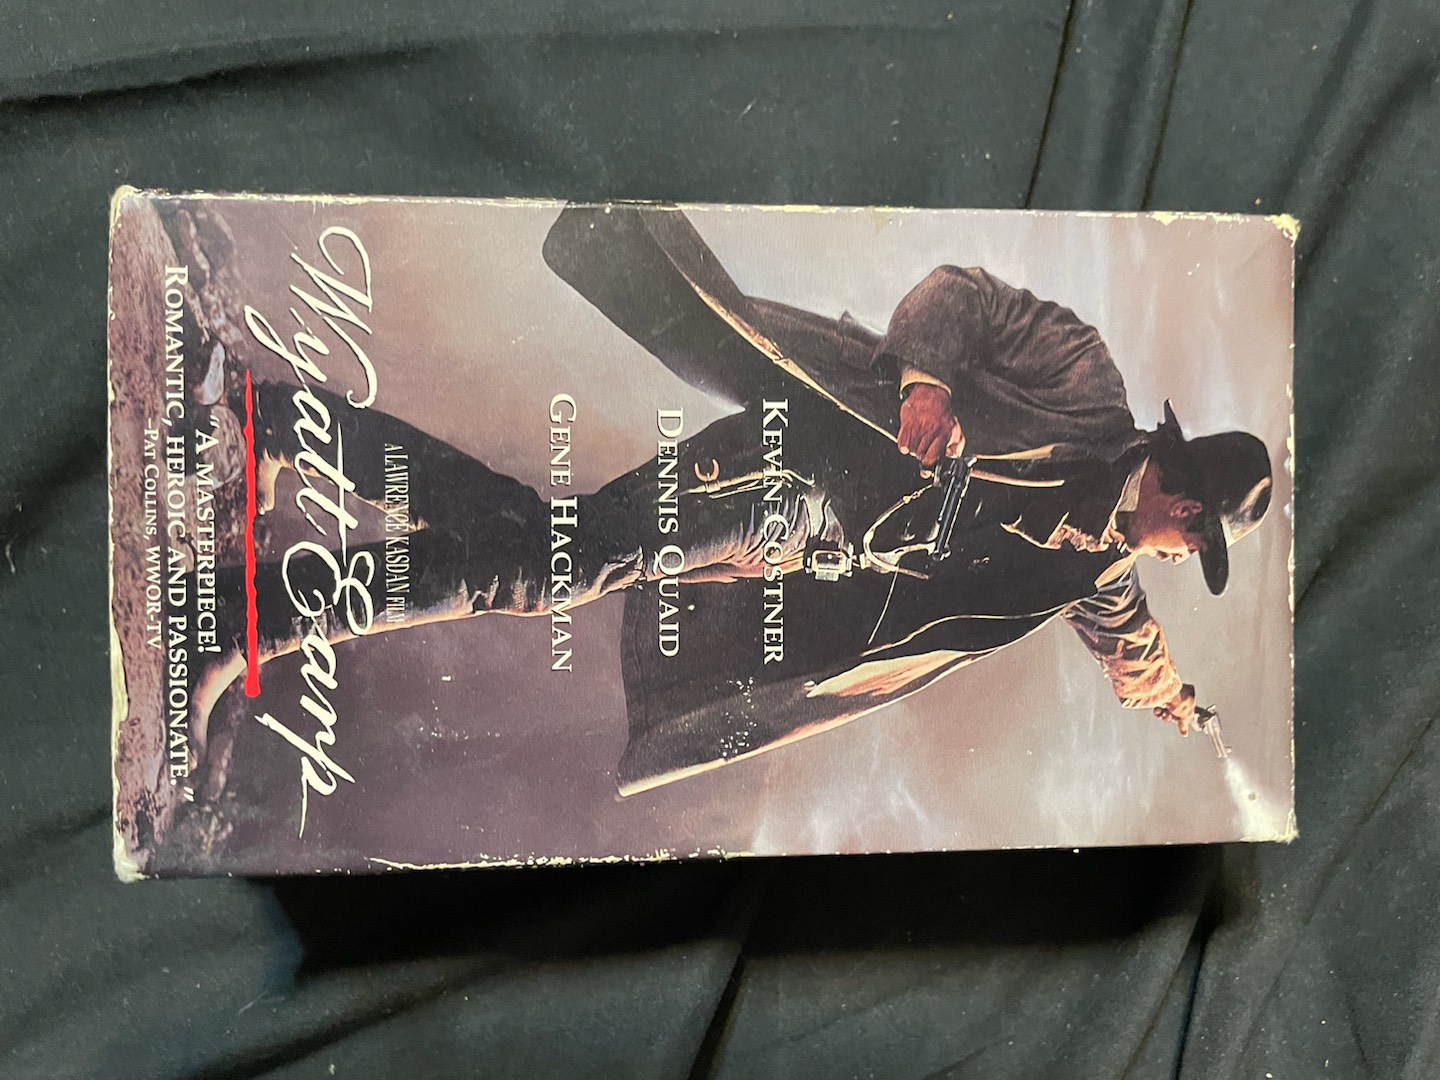 KEVIN COSTNER
DENNIS QUAID
GENE HACKMAN
A LAWRENCE KASDAN FILM
Wyatt Earp
"A MASTERPIECE!
ROMANTIC, HEROIC AND PASSIONATE."
-PAT COLLINS, WWOR-TV